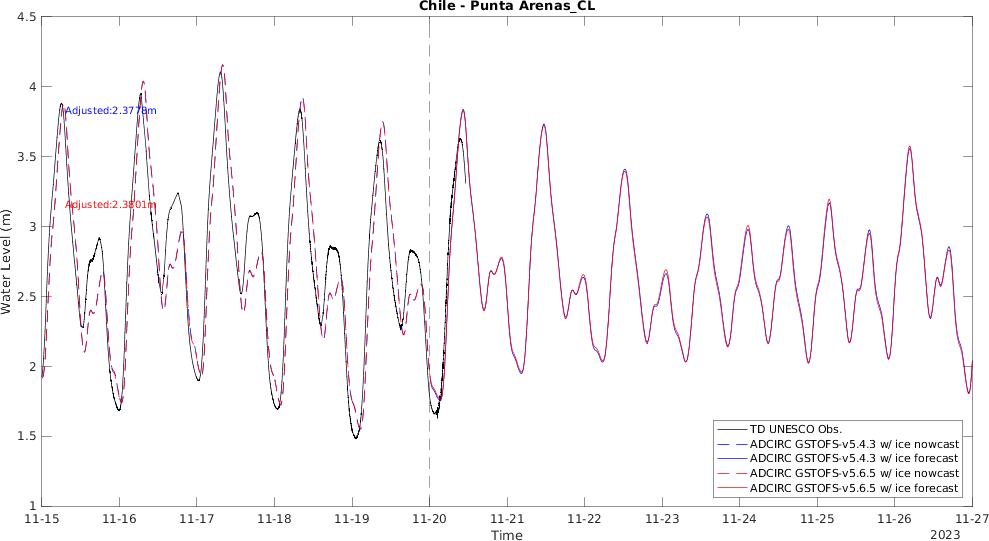 Chile - Punta Arenas_CL
4.5
4
3.5
3
2.5
2
1.5
1
Water Level (m)
Adjusted:2.3778m
Adjusted:2.3801m
TD UNESCO Obs.
ADCIRC GSTOFS-v5.4.3 w/ ice nowcast
ADCIRC GSTOFS-v5.4.3 w/ ice forecast
ADCIRC GSTOFS-v5.6.5 w/ ice nowcast
ADCIRC GSTOFS-v5.6.5 w/ ice forecast
11-15 11-16 11-17 11-18 11-19 11-20 11-21 11-22 11-23 11-24 11-25 11-26 11-27
Time
2023